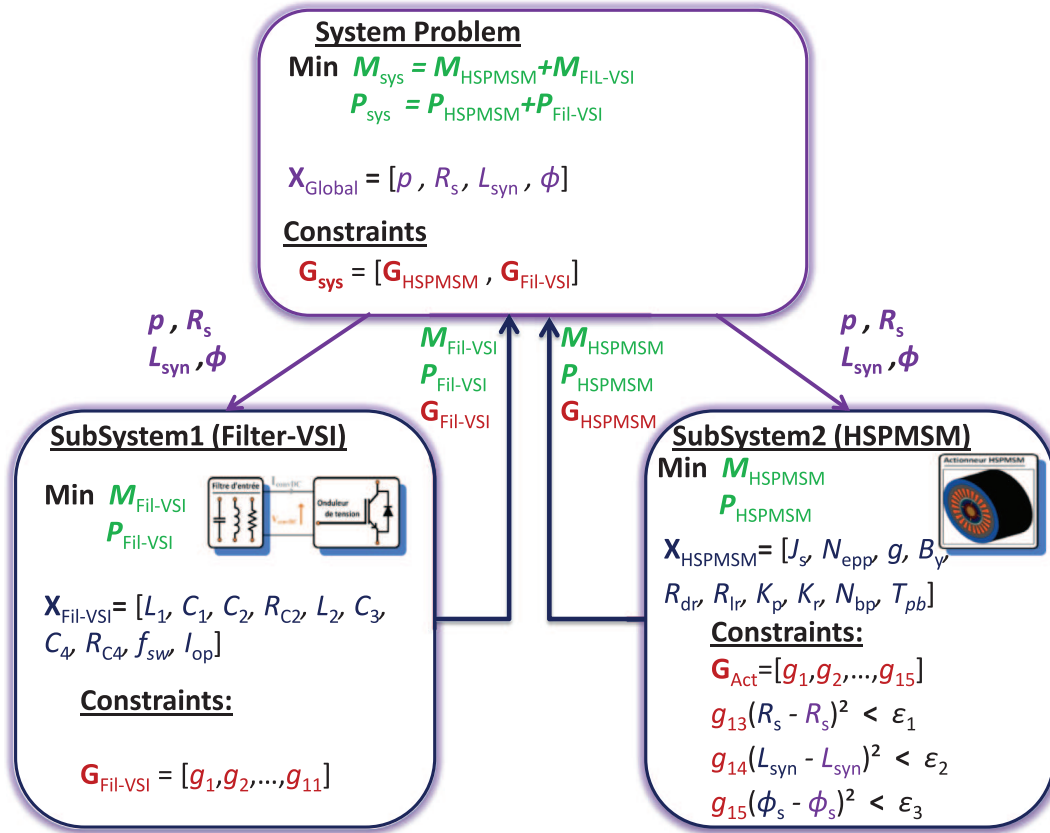 System Problem
Min M_sys = M_HSPMSM+M_FIL-VSI
P_sys = P_HSPMSM+P_Fil-VSI
X_Global = [p , R_s , L_syn , ϕ]
Constraints
G_sys = [G_HSPMSM , G_Fil-VSI]
p , R_s
L_syn ,ϕ
M_Fil-VSI
P_Fil-VSI
G_Fil-VSI
M_HSPMSM
P_HSPMSM
G_HSPMSM
p , R_s
L_syn ,ϕ
SubSystem1 (Filter-VSI)
Min M_Fil-VSI
P_Fil-VSI
Filtre d'entrée
Onduleur
de tension
X_Fil-VSI= [L_1, C_1, C_2, R_C2, L_2, C_3,
C_4, R_C4, f_sw, I_op]
Constraints:
G_Fil-VSI = [g_1,g_2,...,g_11]
SubSystem2 (HSPMSM)
Min M_HSPMSM
P_HSPMSM
Actionneur HSPMSM
X_HSPMSM= [J_s, N_epp, g, B_y,
R_dr, R_lr, K_p, K_r, N_bp, T_pb]
Constraints:
G_Act=[g_1,g_2,...,g_15]
g_13(R_s - R_s)² < ε_1
g_14(L_syn - L_syn)² < ε_2
g_15(ϕ_s - ϕ_s)² < ε_3